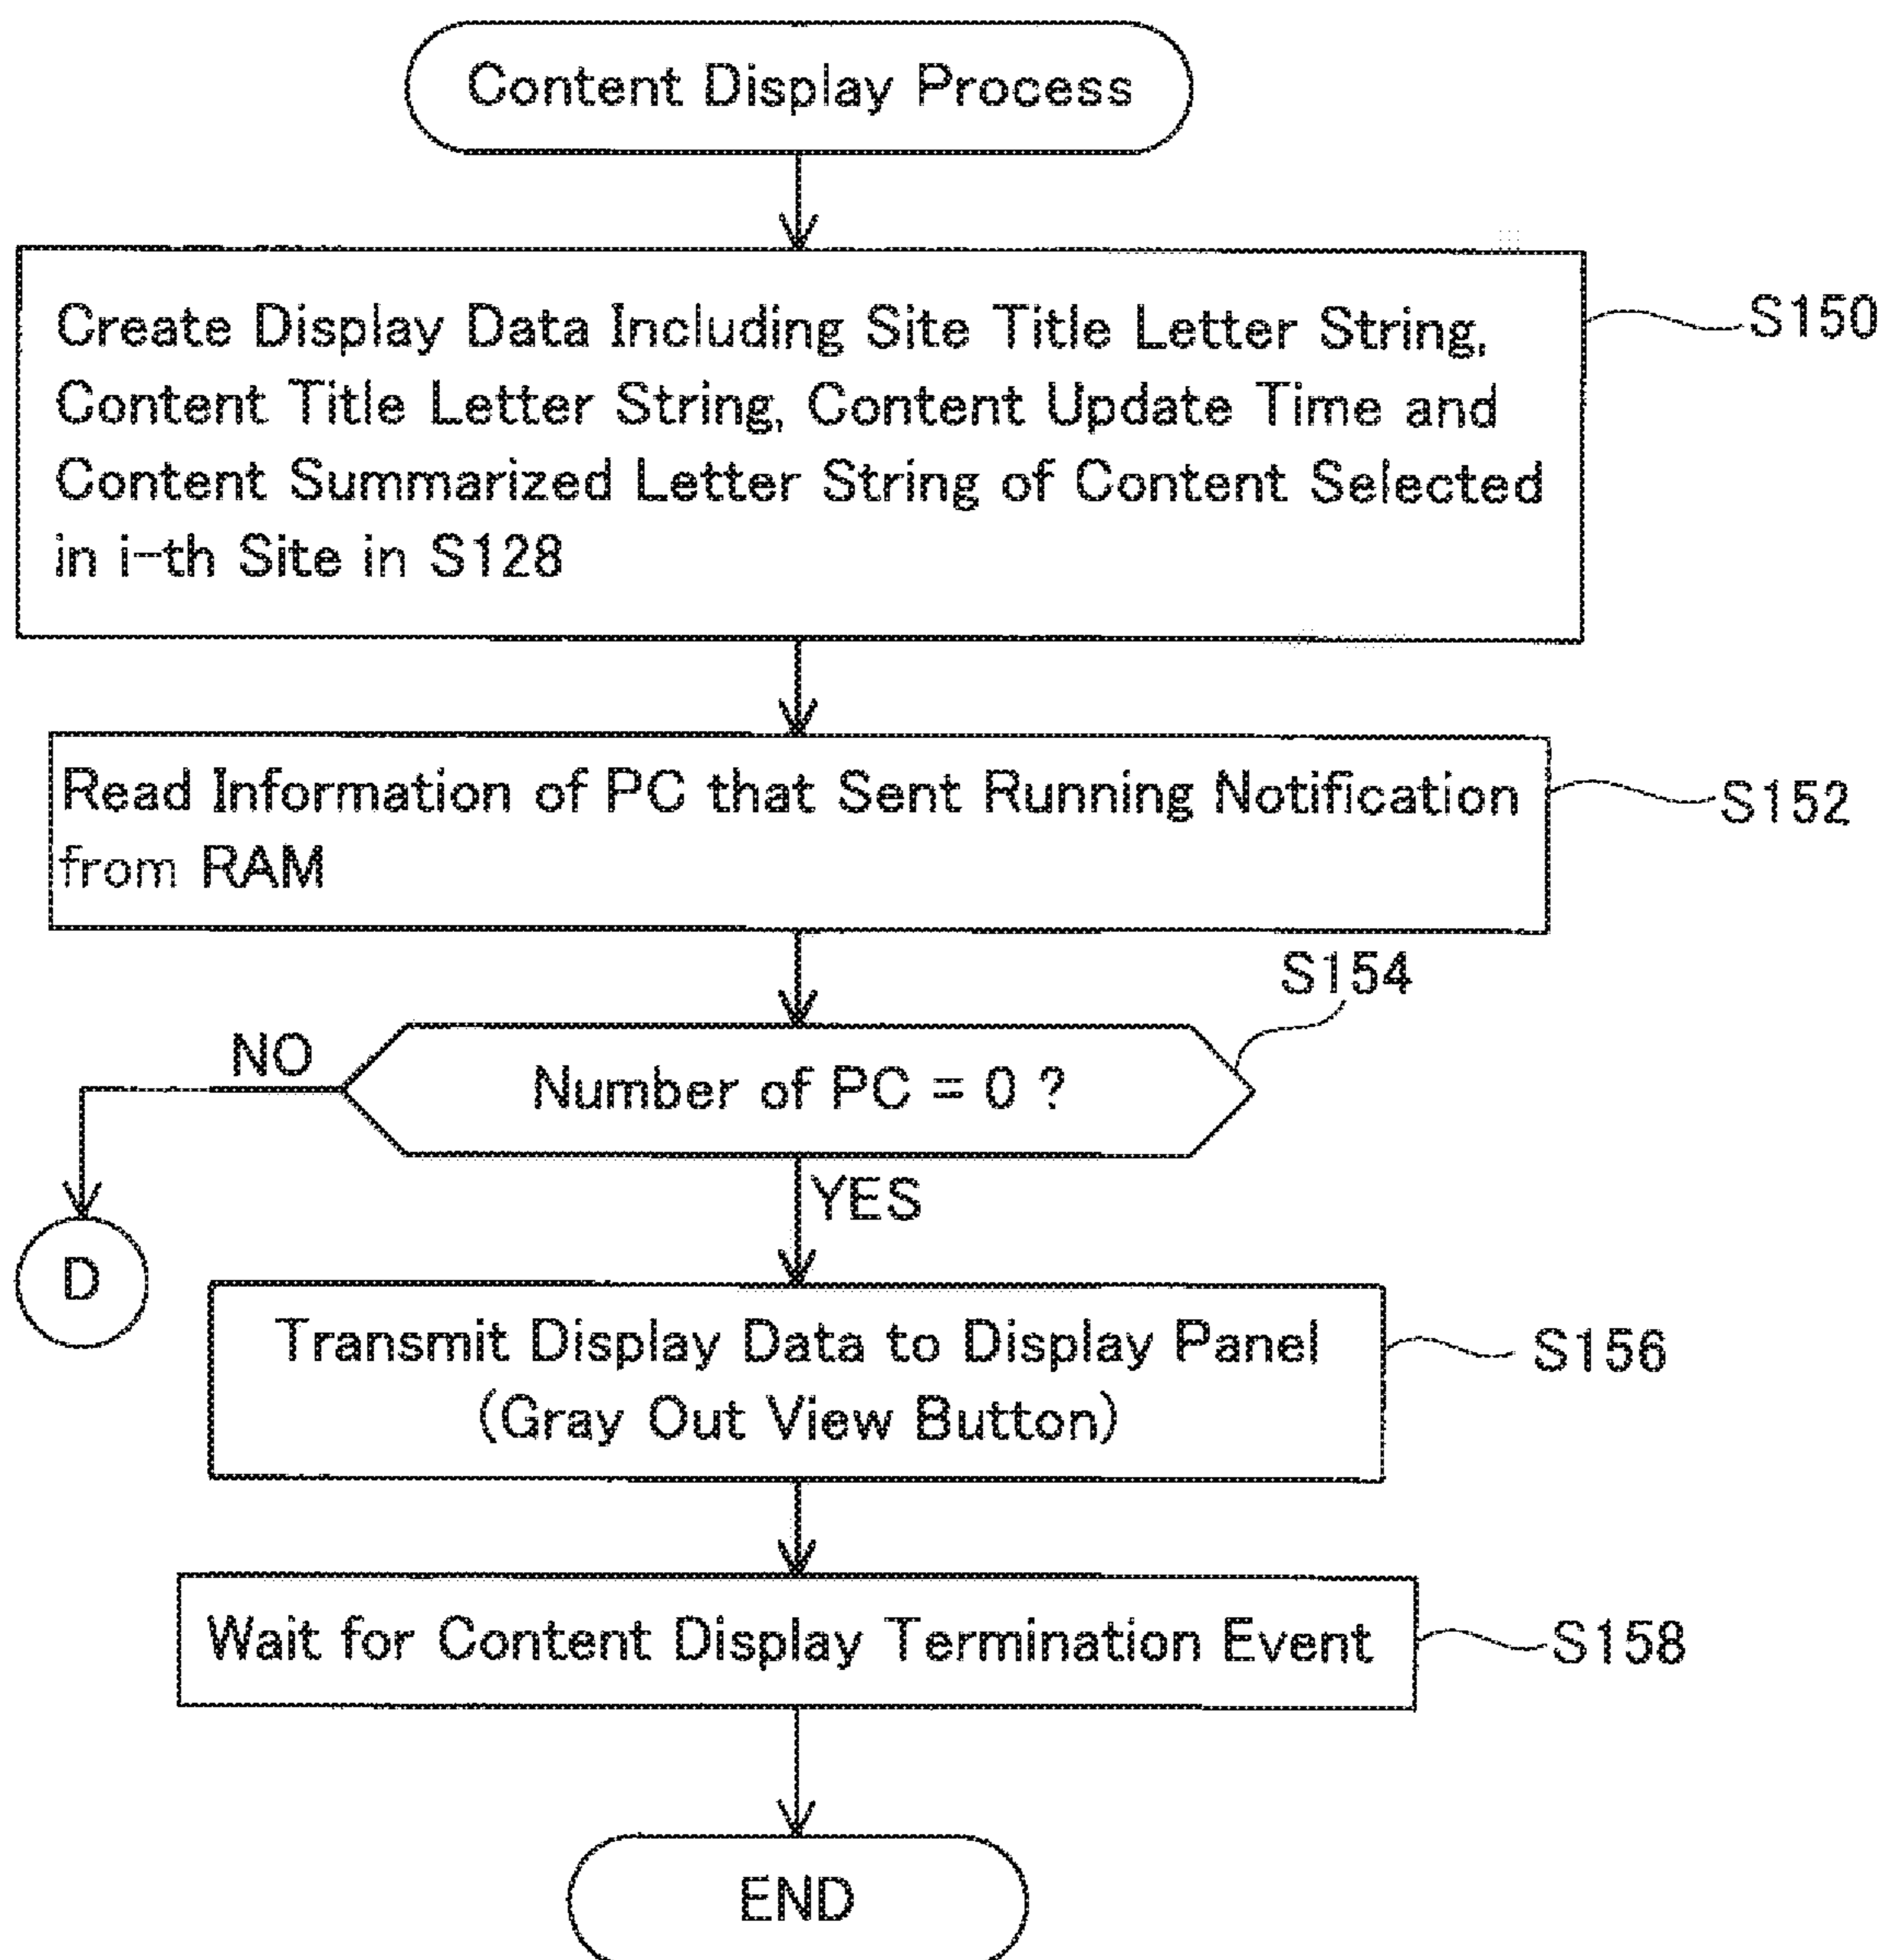 Content Display Process
Create Display Data Including Site Title Letter String,
Content Title Letter String, Content Update Time and
Content Summarized Letter String of Content Selected
in i-th Site in S128
S150
Read Information of PC that Sent Running Notification
from RAM
S152
S154
NO
Number of PC = 0 ?
YES
D
Transmit Display Data to Display Panel
(Gray Out View Button)
S156
Wait for Content Display Termination Event
S158
END